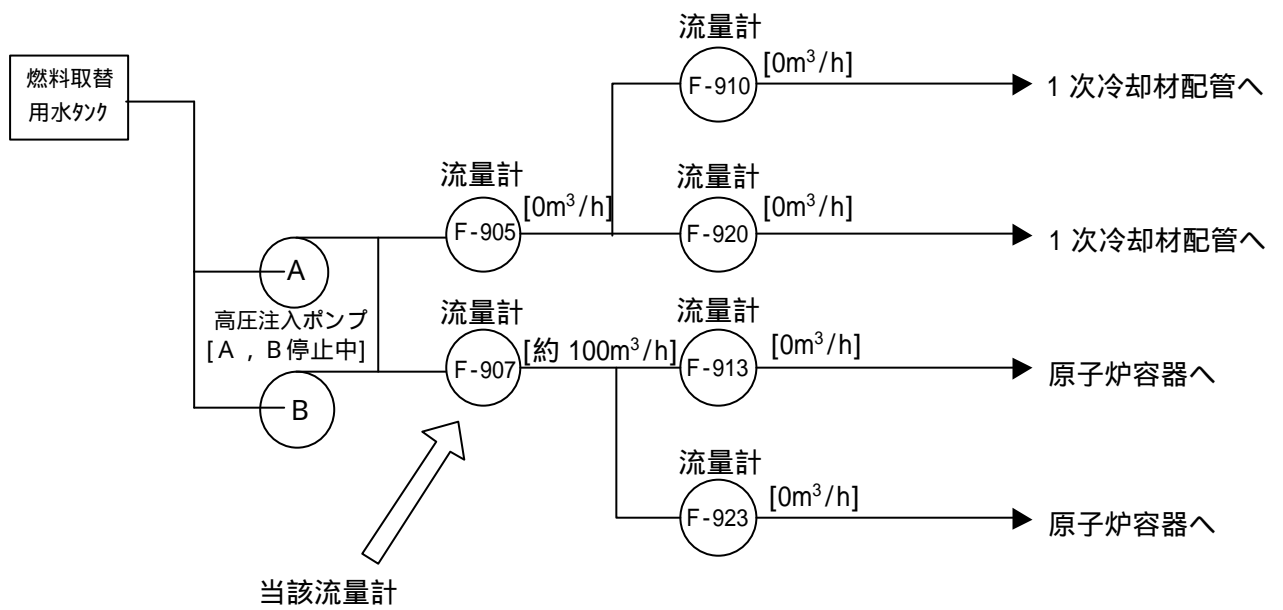 流量計
[0m³/h]
F-910
1 次冷却材配管へ
燃料取替
用水タンク
流量計
[0m³/h]
F-905
流量計
[0m³/h]
F-920
1 次冷却材配管へ
A
高圧注入ポンプ
[A , B停止中]
B
流量計
[約 100m³/h]
F-907
流量計
[0m³/h]
F-913
原子炉容器へ
流量計
[0m³/h]
F-923
原子炉容器へ
当該流量計